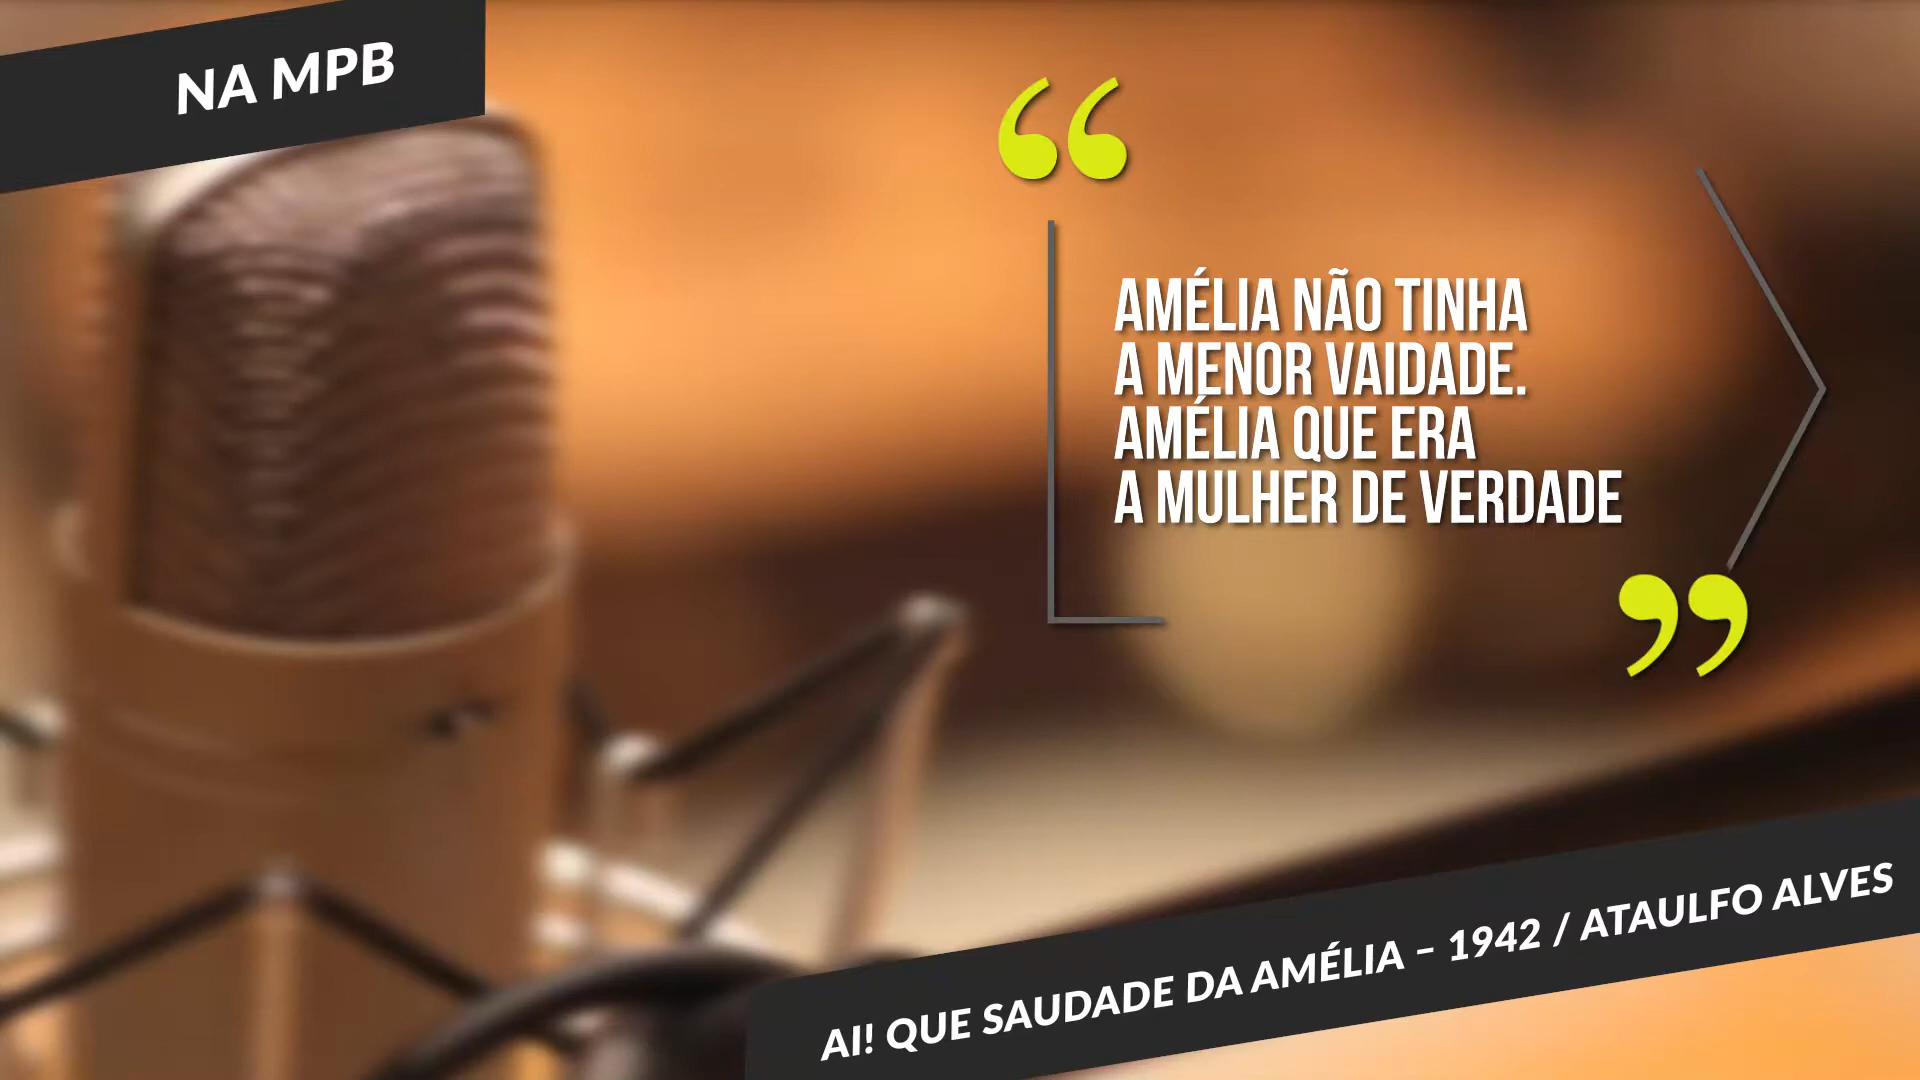 NA MPB
“
AMÉLIA NÃO TINHA
A MENOR VAIDADE.
AMÉLIA QUE ERA
A MULHER DE VERDADE
”
AI! QUE SAUDADE DA AMÉLIA – 1942 / ATAULFO ALVES